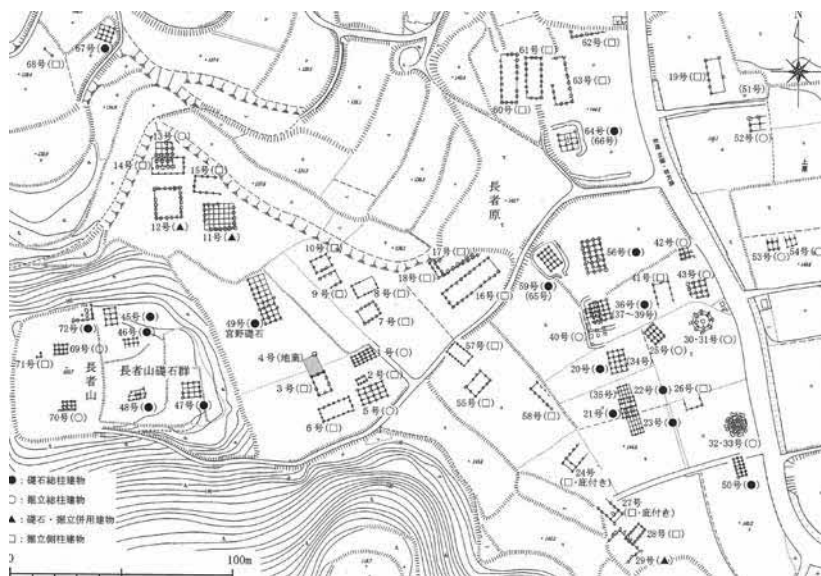 67号(●)
68号(□)
61号(□)
62号(□)
63号(□)
60号(□)
64号(●)
(66号)
19号(□)
(51号)
52号(○)
N
13号(○)
14号(□)
15号(□)
12号(▲)
11号(▲)
長者原
10号(□)
9号(□)
8号(□)
7号(□)
17号(□)
18号(□)
16号(□)
59号(●)
(65号)
56号(●)
42号(○)
43号(○)
41号(□)
53号(○)
54号(○)
36号(●)
(37~39号)
40号(○)
30·31号(○)
25号(○)
49号(●)
宮野礎石
4号(地鹿)
3号(□)
1号(○)
2号(□)
5号(○)
6号(□)
57号(□)
55号(□)
58号(□)
20号(●)
(34号)
(35号)
22号(●)
21号(●)
23号(●)
26号(□)
32·33号(○)
50号(●)
24号
(□·庇付き)
27号
(□·庇付き)
28号(□)
29号(▲)
72号(●)
45号(●)
46号(●)
69号(○)
71号(□)
長者山
長者山礎石群
70号(○)
48号(●)
47号(●)
●:礎石総柱建物
○:掘立総柱建物
▲:礎石・掘立併用建物
□:掘立側柱建物
0
100m